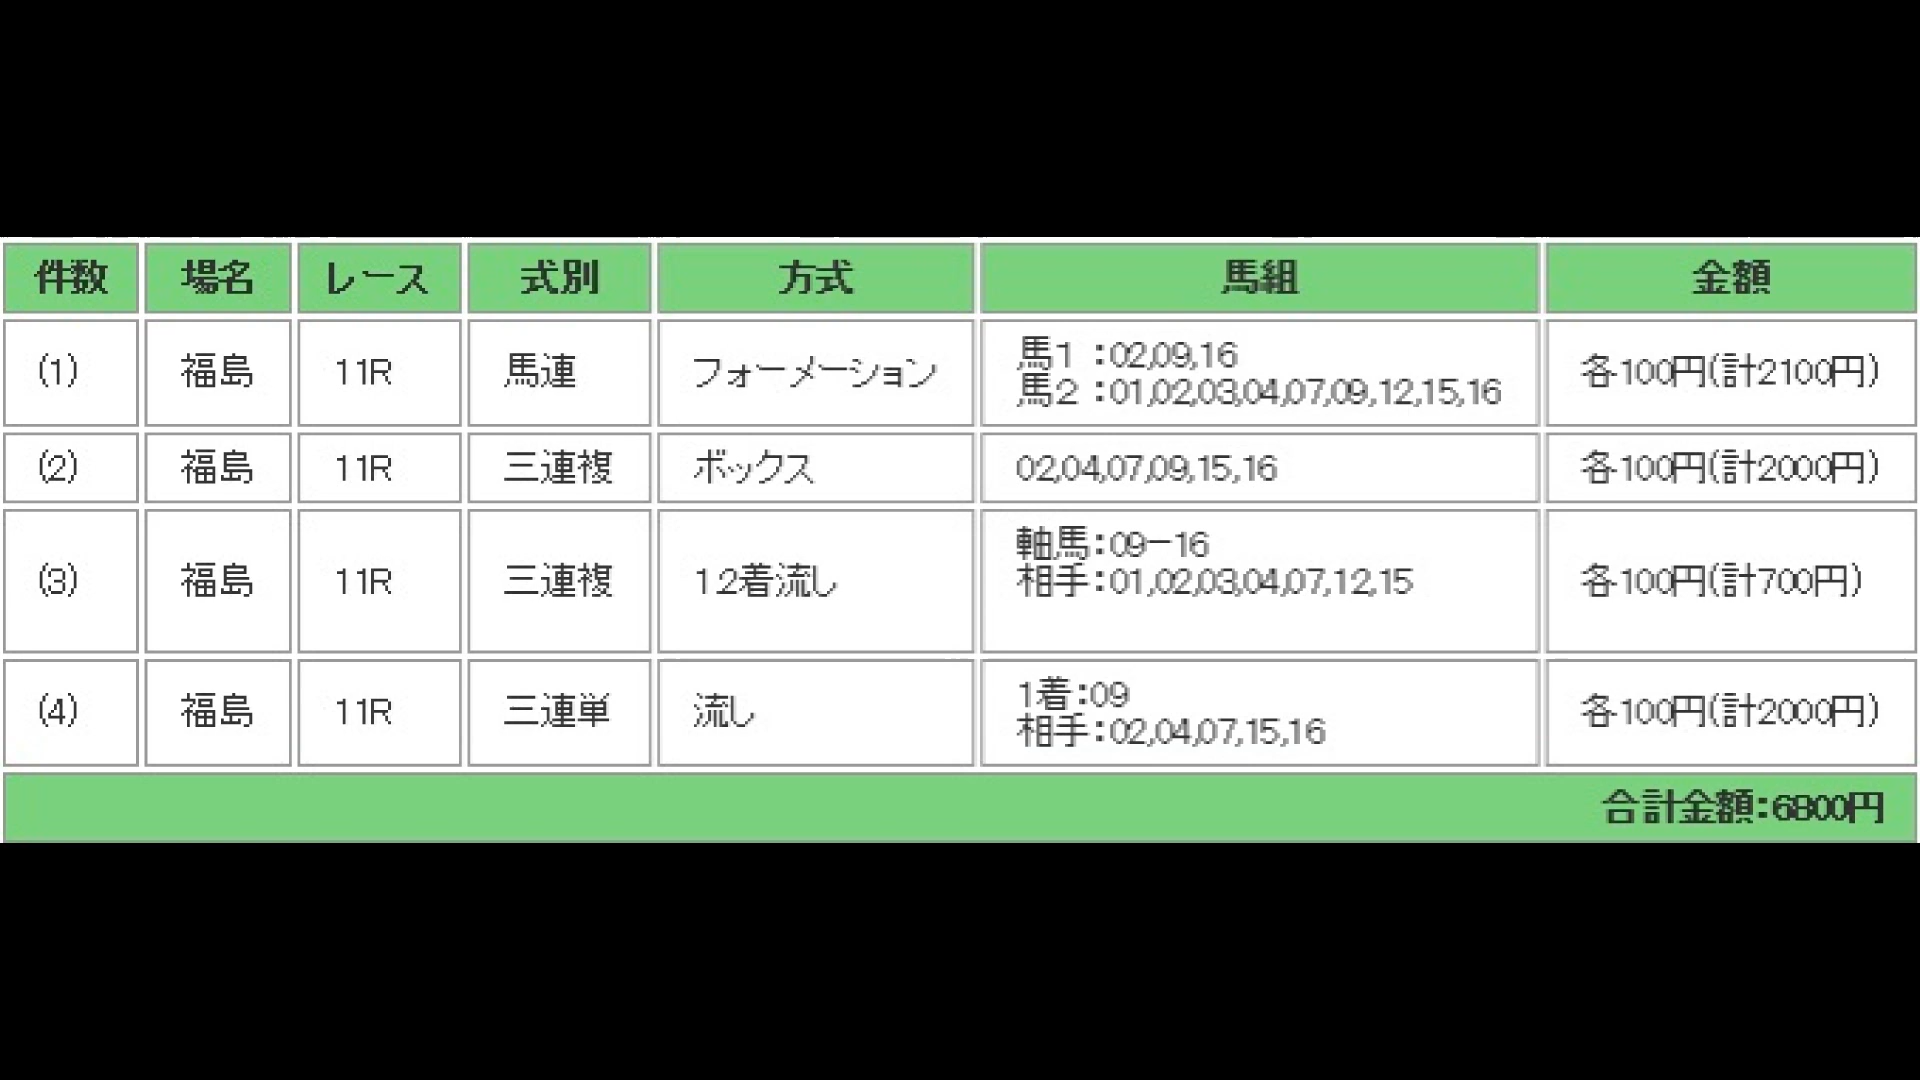 件数 場名 レース 式別 方式 馬組 金額
(1) 福島 11R 馬連 フォーメーション 馬1:02,09,16
馬2:01,02,03,04,07,09,12,15,16 各100円(計2100円)
(2) 福島 11R 三連複 ボックス 02,04,07,09,15,16 各100円(計2000円)
(3) 福島 11R 三連複 12着流し 軸馬:09-16
相手:01,02,03,04,07,12,15 各100円(計700円)
(4) 福島 11R 三連単 流し 1着:09
相手:02,04,07,15,16 各100円(計2000円)
合計金額:6800円